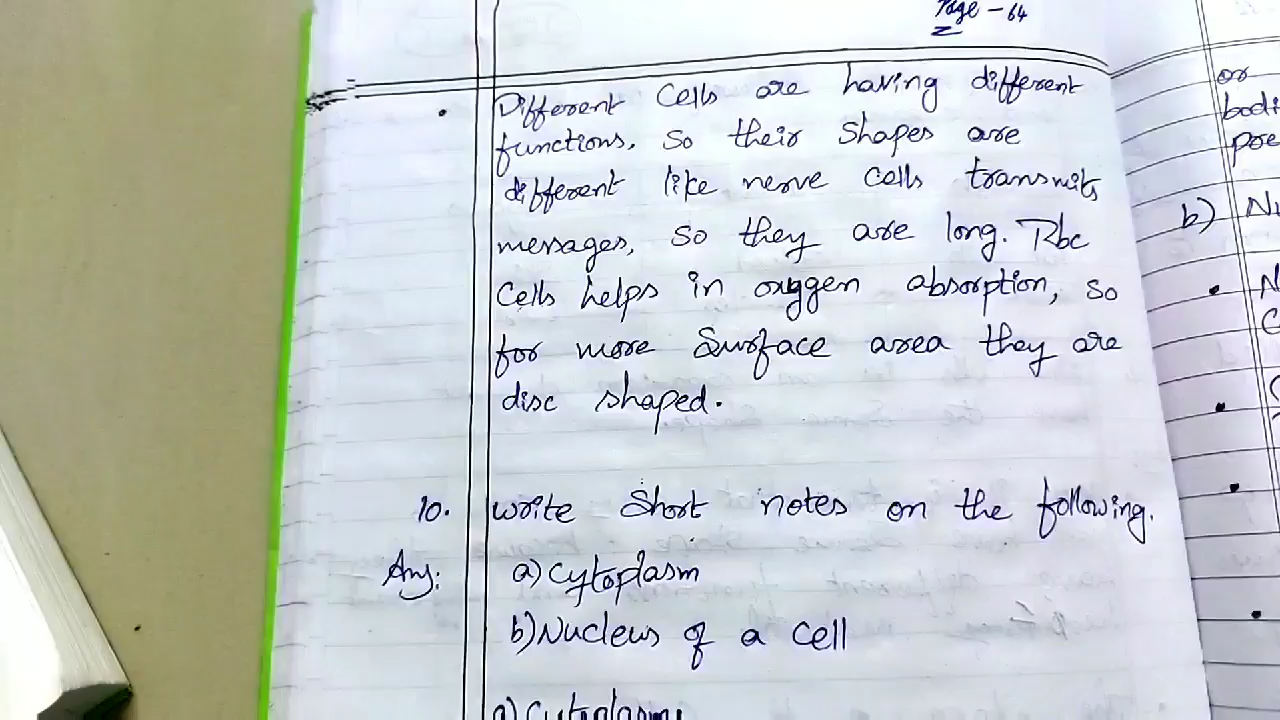 Page - 64
Different Cells are having different
functions, so their shapes are
different like nerve cells transmits
messages, so they are long. Rbc
Cells helps in oxygen absorption, so
for more Surface area they are
disc shaped.
10. write Short notes on the following.
Ans: a) Cytoplasm
b) Nucleus of a cell
a) Cytoplasm:
or
b)